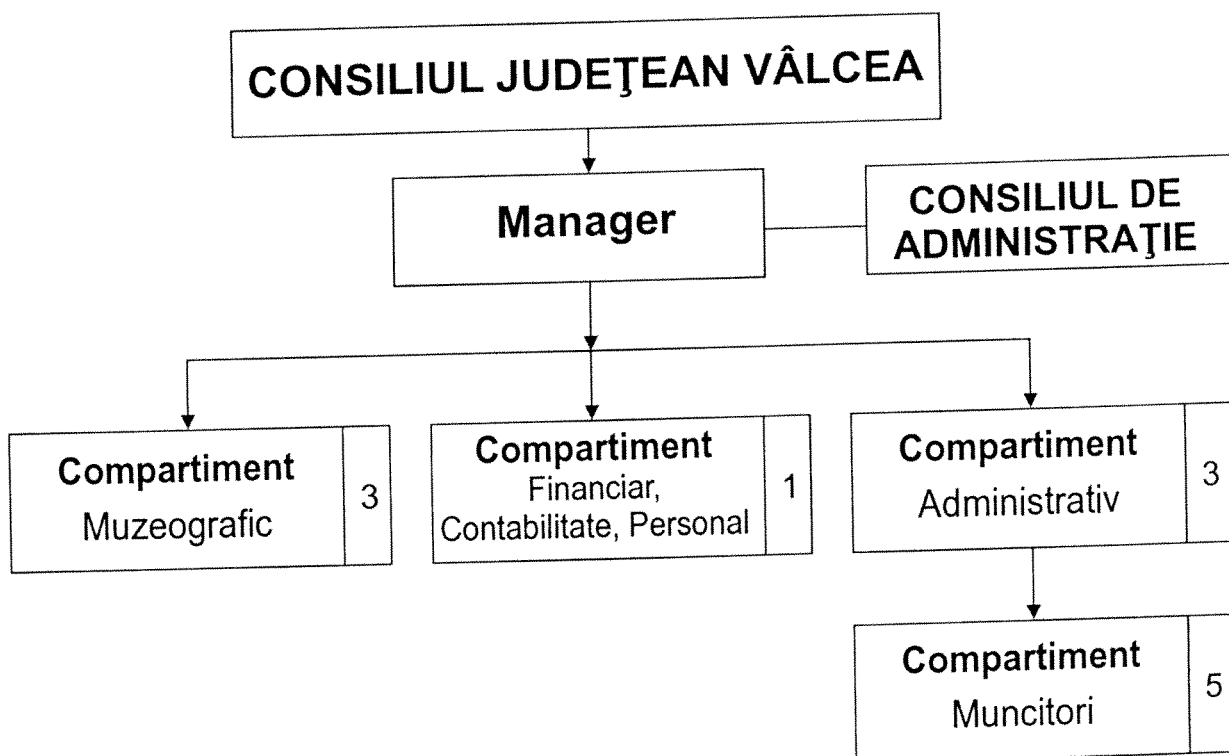 CONSILIUL JUDEŢEAN VÂLCEA
Manager
CONSILIUL DE
ADMINISTRAŢIE
Compartiment
Muzeografic
3
Compartiment
Financiar,
Contabilitate, Personal
1
Compartiment
Administrativ
3
Compartiment
Muncitori
5